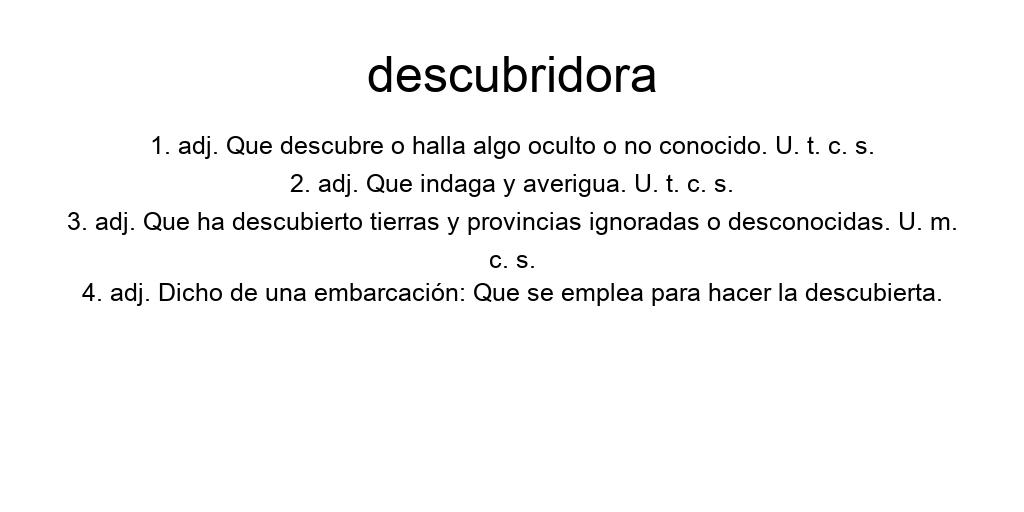 descubridora
1. adj. Que descubre o halla algo oculto o no conocido. U. t. c. s.
2. adj. Que indaga y averigua. U. t. c. s.
3. adj. Que ha descubierto tierras y provincias ignoradas o desconocidas. U. m.
c. s.
4. adj. Dicho de una embarcación: Que se emplea para hacer la descubierta.